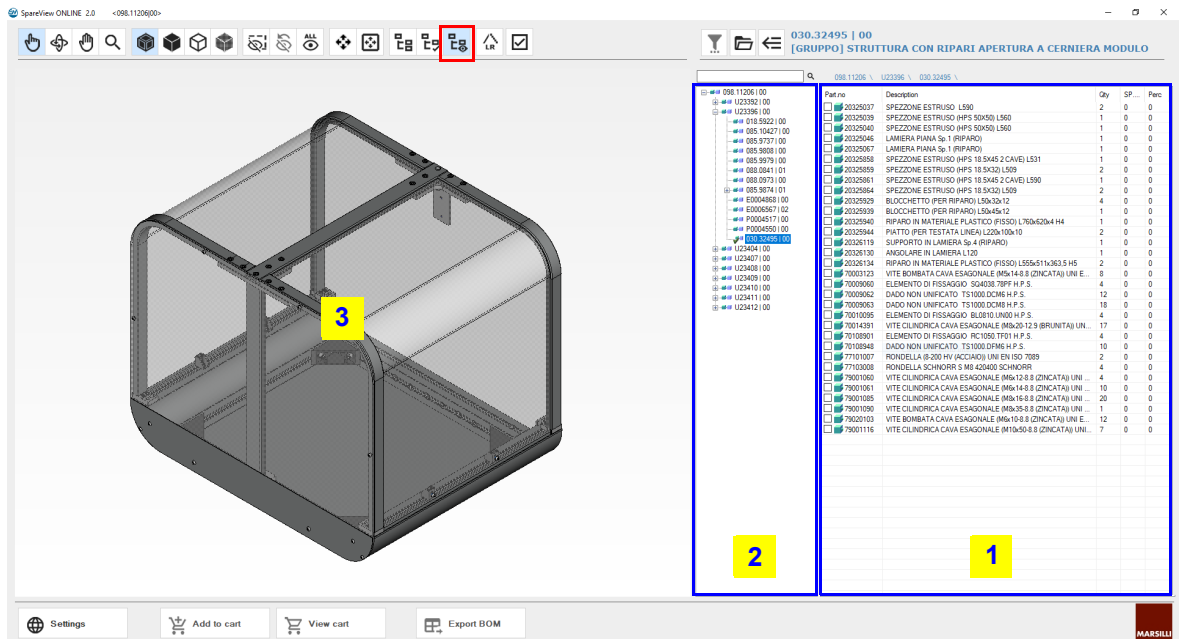 SpareView ONLINE 2.0 <098.11206|00>
ALL
LR
030.32495 | 00
[GRUPPO] STRUTTURA CON RIPARI APERTURA A CERNIERA MODULO
098.11206 \ U23396 \ 030.32495 \
098.11206 | 00
U23392 | 00
U23396 | 00
018.5922 | 00
085.10427 | 00
085.9737 | 00
085.9808 | 00
085.9979 | 00
088.0841 | 01
088.0973 | 00
085.9874 | 01
E0004868 | 00
E0006567 | 02
P0004517 | 00
P0004550 | 00
030.32495 | 00
U23404 | 00
U23407 | 00
U23408 | 00
U23409 | 00
U23410 | 00
U23411 | 00
U23412 | 00
Part no Description Qty SP... Perc
20325037 SPEZZONE ESTRUSO L590 2 0 0
20325039 SPEZZONE ESTRUSO (HPS 50X50) L560 1 0 0
20325040 SPEZZONE ESTRUSO (HPS 50X50) L560 1 0 0
20325046 LAMIERA PIANA Sp.1 (RIPARO) 1 0 0
20325067 LAMIERA PIANA Sp.1 (RIPARO) 1 0 0
20325858 SPEZZONE ESTRUSO (HPS 18.5X45 2 CAVE) L531 1 0 0
20325859 SPEZZONE ESTRUSO (HPS 18.5X32) L509 2 0 0
20325861 SPEZZONE ESTRUSO (HPS 18.5X45 2 CAVE) L590 1 0 0
20325864 SPEZZONE ESTRUSO (HPS 18.5X32) L509 2 0 0
20325929 BLOCCHETTO (PER RIPARO) L50x32x12 4 0 0
20325939 BLOCCHETTO (PER RIPARO) L50x45x12 1 0 0
20325940 RIPARO IN MATERIALE PLASTICO (FISSO) L760x620x4 H4 1 0 0
20325944 PIATTO (PER TESTATA LINEA) L220x100x10 2 0 0
20326119 SUPPORTO IN LAMIERA Sp.4 (RIPARO) 1 0 0
20326130 ANGOLARE IN LAMIERA L120 1 0 0
20326134 RIPARO IN MATERIALE PLASTICO (FISSO) L555x511x363,5 H5 2 0 0
70003123 VITE BOMBATA CAVA ESAGONALE (M5x14-8.8 (ZINCATA)) UNI E... 8 0 0
70009060 ELEMENTO DI FISSAGGIO SQ4038.78PF H.P.S. 4 0 0
70009062 DADO NON UNIFICATO TS1000.DCM6 H.P.S. 12 0 0
70009063 DADO NON UNIFICATO TS1000.DCM8 H.P.S. 18 0 0
70010095 ELEMENTO DI FISSAGGIO BL0810.UN00 H.P.S. 4 0 0
70014391 VITE CILINDRICA CAVA ESAGONALE (M8x20-12.9 (BRUNITA)) UN... 17 0 0
70108901 ELEMENTO DI FISSAGGIO RC1050.TF01 H.P.S. 4 0 0
70108948 DADO NON UNIFICATO TS1000.DFM6 H.P.S. 10 0 0
77101007 RONDELLA (8-200 HV (ACCIAIO)) UNI EN ISO 7089 2 0 0
77103008 RONDELLA SCHNORR S M8 420400 SCHNORR 4 0 0
79001060 VITE CILINDRICA CAVA ESAGONALE (M6x12-8.8 (ZINCATA)) UNI ... 4 0 0
79001061 VITE CILINDRICA CAVA ESAGONALE (M6x14-8.8 (ZINCATA)) UNI ... 10 0 0
79001085 VITE CILINDRICA CAVA ESAGONALE (M8x16-8.8 (ZINCATA)) UNI ... 20 0 0
79001090 VITE CILINDRICA CAVA ESAGONALE (M8x35-8.8 (ZINCATA)) UNI ... 1 0 0
79020103 VITE BOMBATA CAVA ESAGONALE (M6x10-8.8 (ZINCATA)) UNI E... 12 0 0
79001116 VITE CILINDRICA CAVA ESAGONALE (M10x50-8.8 (ZINCATA)) UNI... 7 0 0
3
2
1
Settings
Add to cart
View cart
Export BOM
MARSILLI